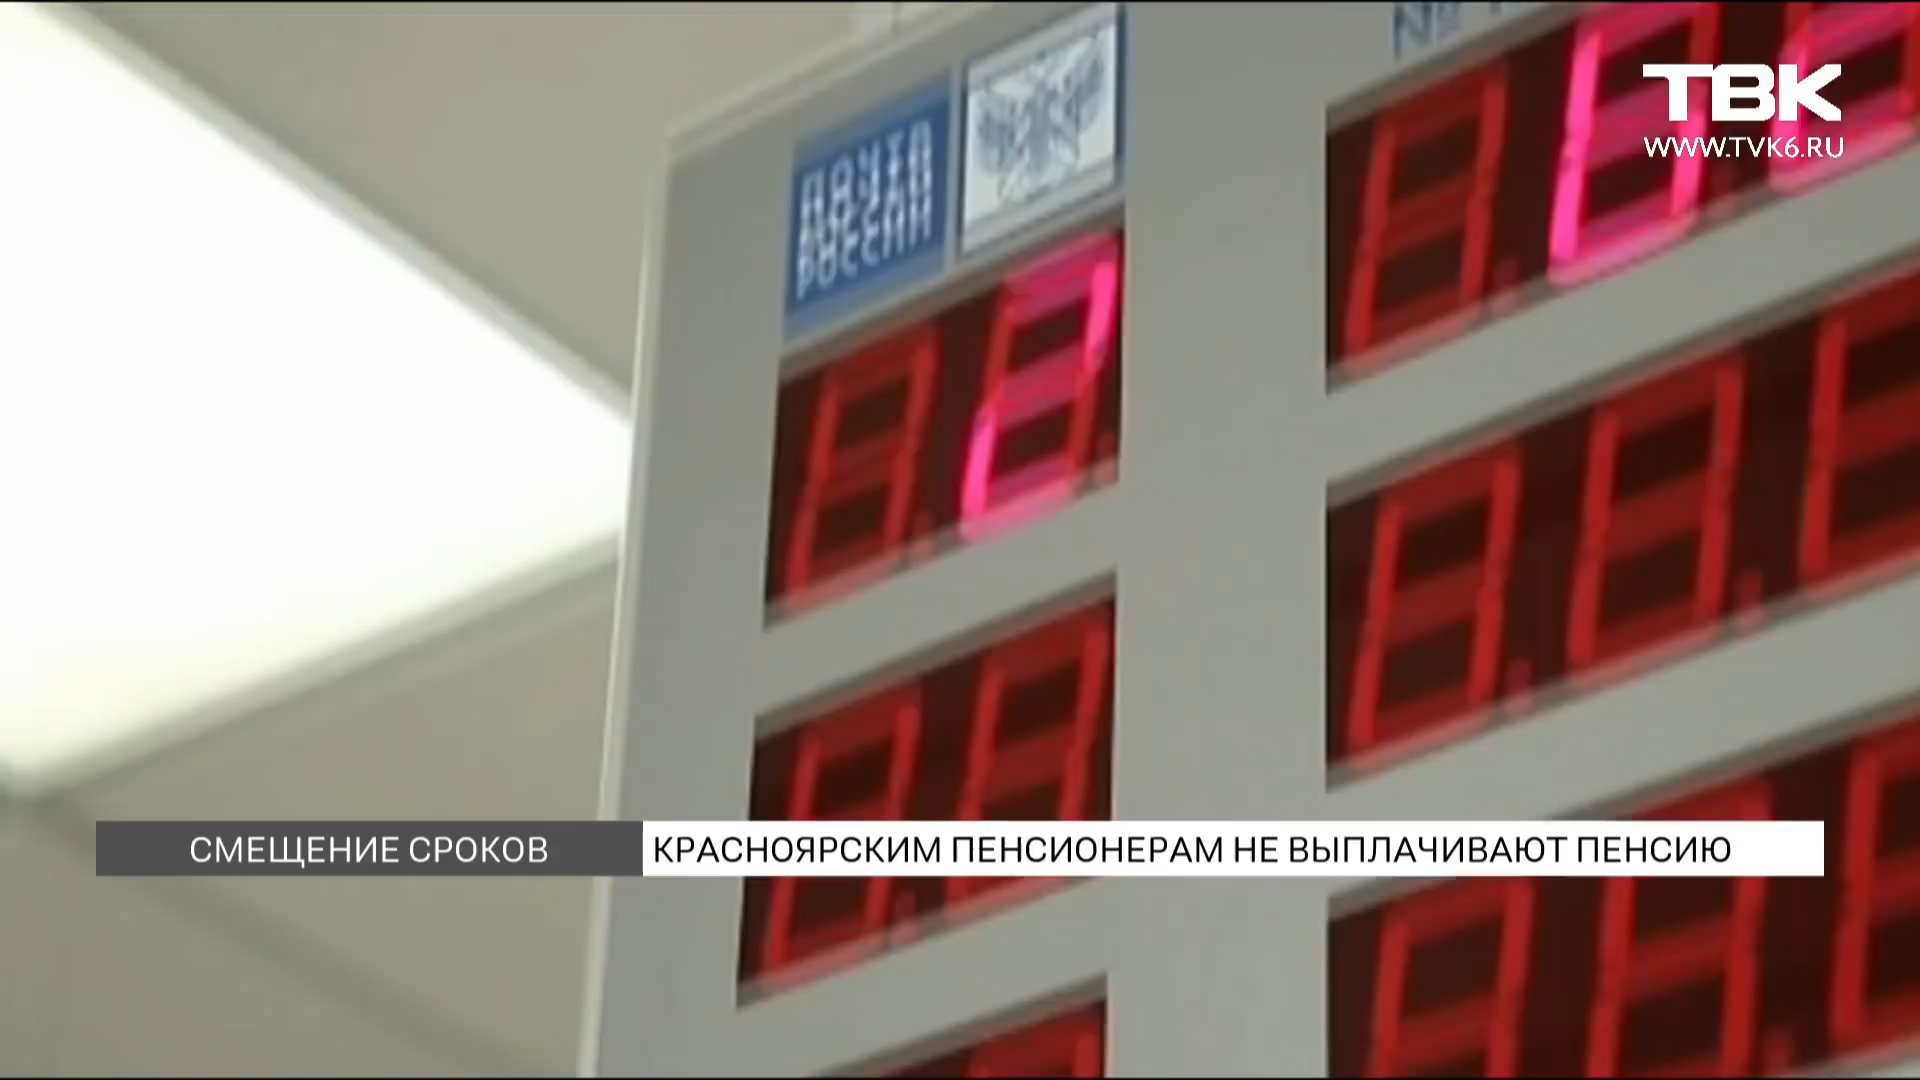 ТВК
WWW.TVK6.RU
ПОЧТА
РОССИИ
СМЕЩЕНИЕ СРОКОВ
КРАСНОЯРСКИМ ПЕНСИОНЕРАМ НЕ ВЫПЛАЧИВАЮТ ПЕНСИЮ